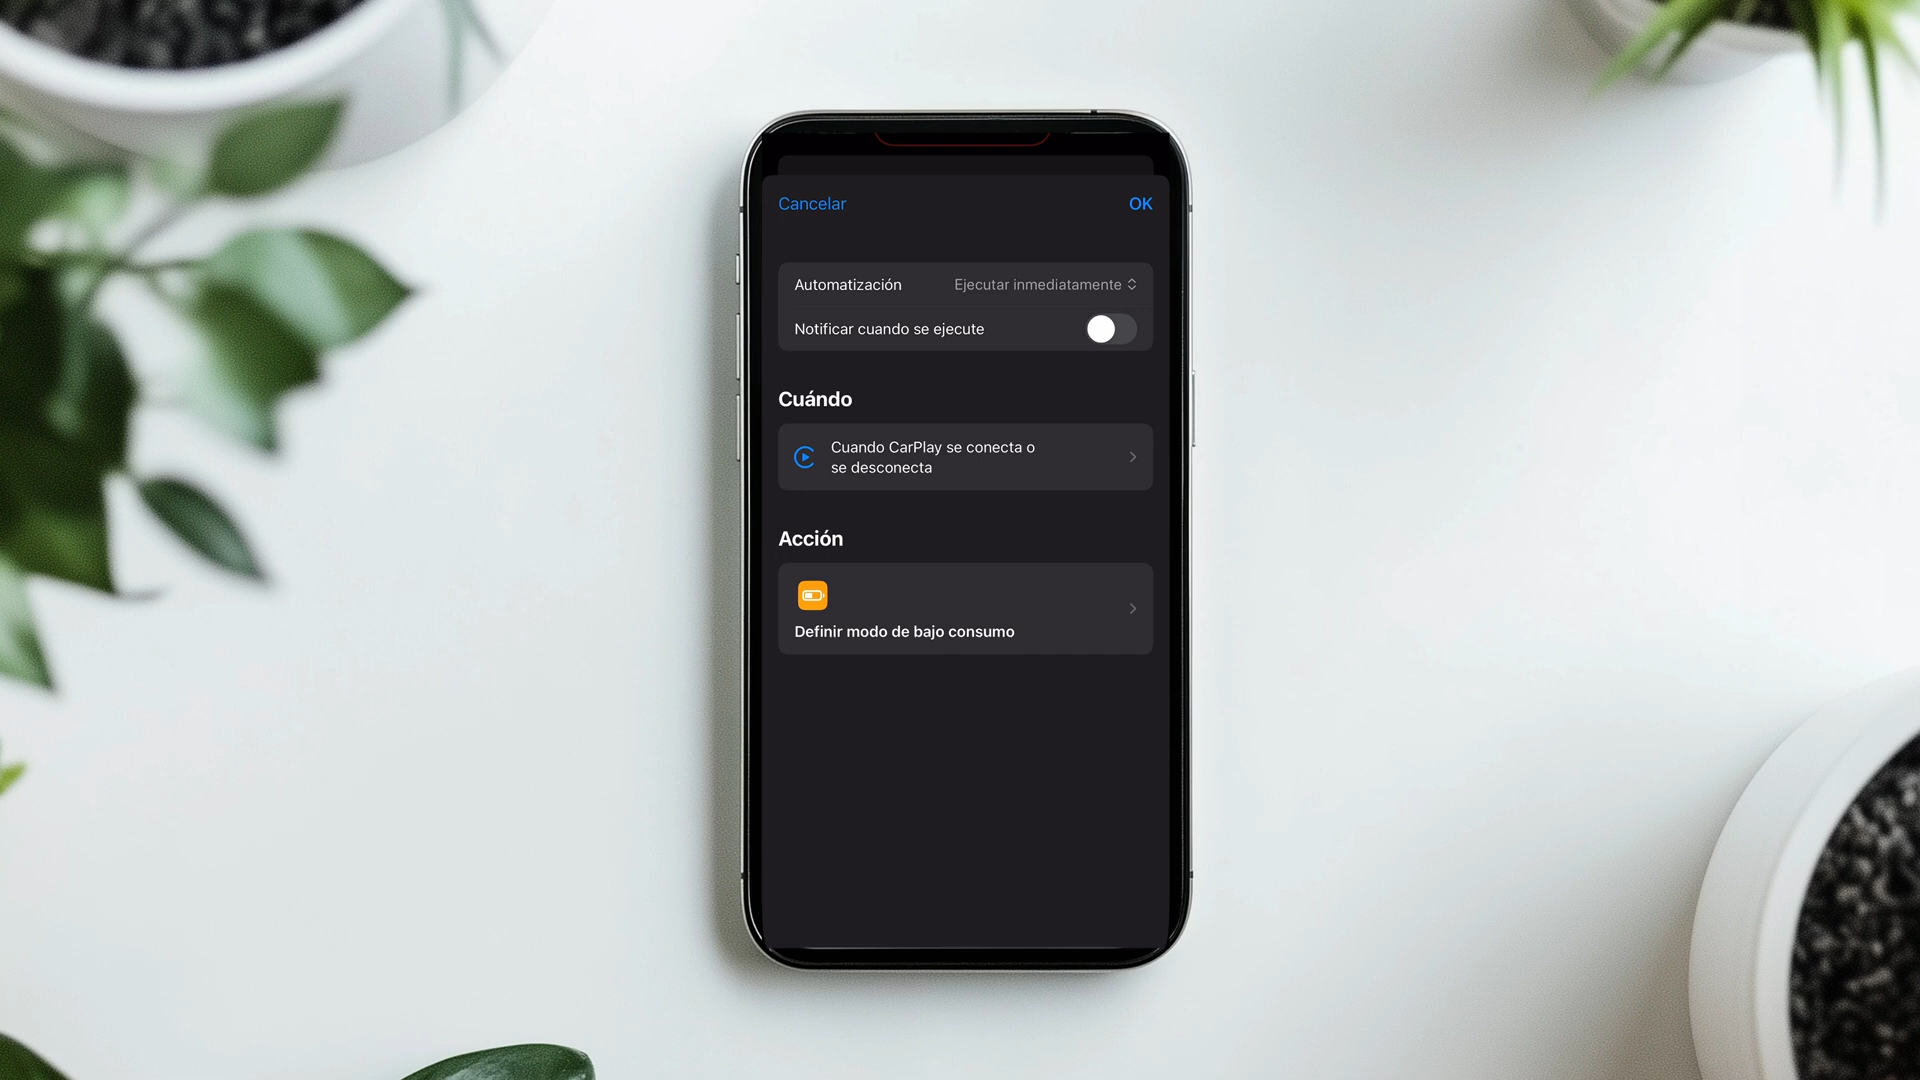 Cancelar
OK
Automatización
Ejecutar inmediatamente
Notificar cuando se ejecute
Cuándo
Cuando CarPlay se conecta o
se desconecta
Acción
Definir modo de bajo consumo